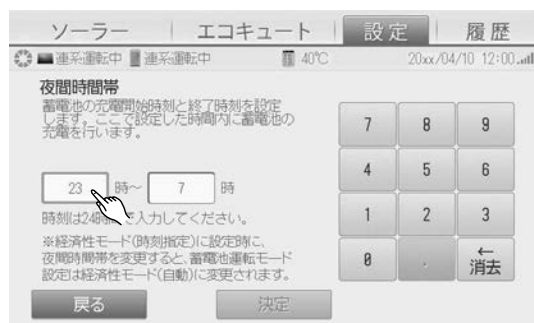 ソーラー エコキュート 設定 履歴
連系運転中 連系運転中 40℃ 20xx/04/10 12:00
夜間時間帯
蓄電池の充電開始時刻と終了時刻を設定
します。ここで設定した時間内に蓄電池の
充電を行います。
7 8 9
4 5 6
23 時～ 7 時
1 2 3
時刻は24時 で入力してください。
※経済性モード(時刻指定)に設定時に、
夜間時間帯を変更すると、蓄電池運転モード
設定は経済性モード(自動)に変更されます。
0 . ←
消去
戻る 決定